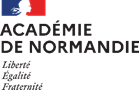 ACADÉMIE
DE NORMANDIE
Liberté
Égalité
Fraternité